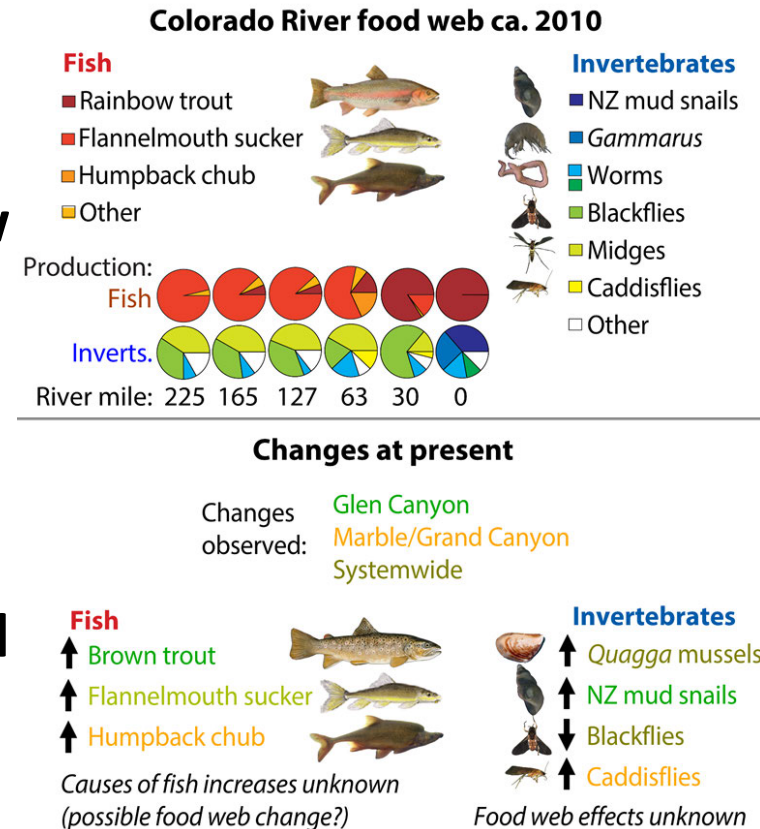 Colorado River food web ca. 2010
Fish
Rainbow trout
Flannelmouth sucker
Humpback chub
Other
Invertebrates
NZ mud snails
Gammarus
Worms
Blackflies
Midges
Caddisflies
Other
Production:
Fish
Inverts.
River mile: 225 165 127 63 30 0
Changes at present
Changes
observed:
Glen Canyon
Marble/Grand Canyon
Systemwide
Fish
Brown trout
Flannelmouth sucker
Humpback chub
Causes of fish increases unknown
(possible food web change?)
Invertebrates
Quagga mussels
NZ mud snails
Blackflies
Caddisflies
Food web effects unknown